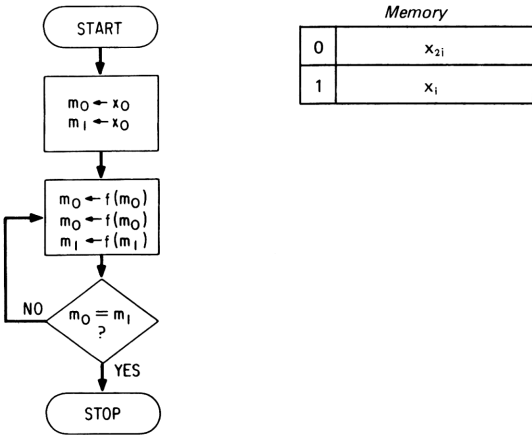 START
m₀ ← x₀
m₁ ← x₀
m₀ ← f(m₀)
m₀ ← f(m₀)
m₁ ← f(m₁)
NO
m₀ = m₁
?
YES
STOP
Memory
0 x₂ᵢ
1 xᵢ